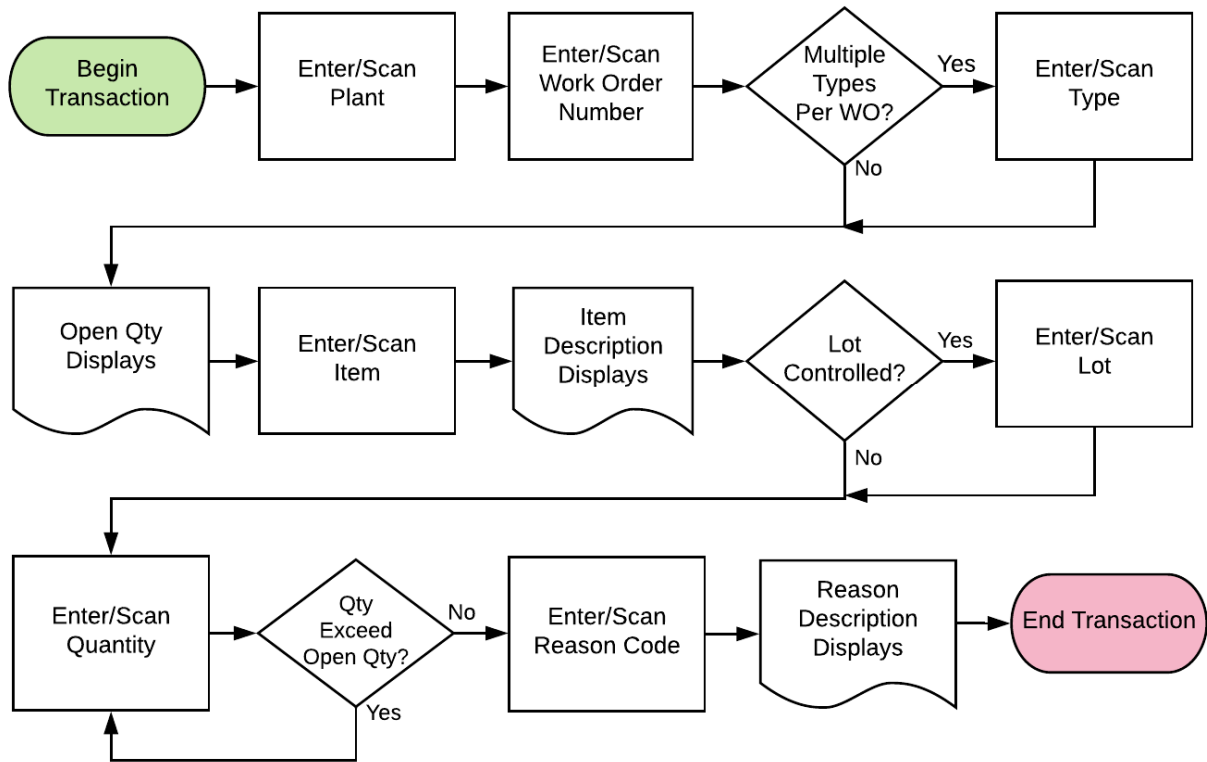 Begin
Transaction
Enter/Scan
Plant
Enter/Scan
Work Order
Number
Multiple
Types
Per WO?
Yes
No
Enter/Scan
Type
Open Qty
Displays
Enter/Scan
Item
Item
Description
Displays
Lot
Controlled?
Yes
No
Enter/Scan
Lot
Enter/Scan
Quantity
Qty
Exceed
Open Qty?
No
Yes
Enter/Scan
Reason Code
Reason
Description
Displays
End Transaction